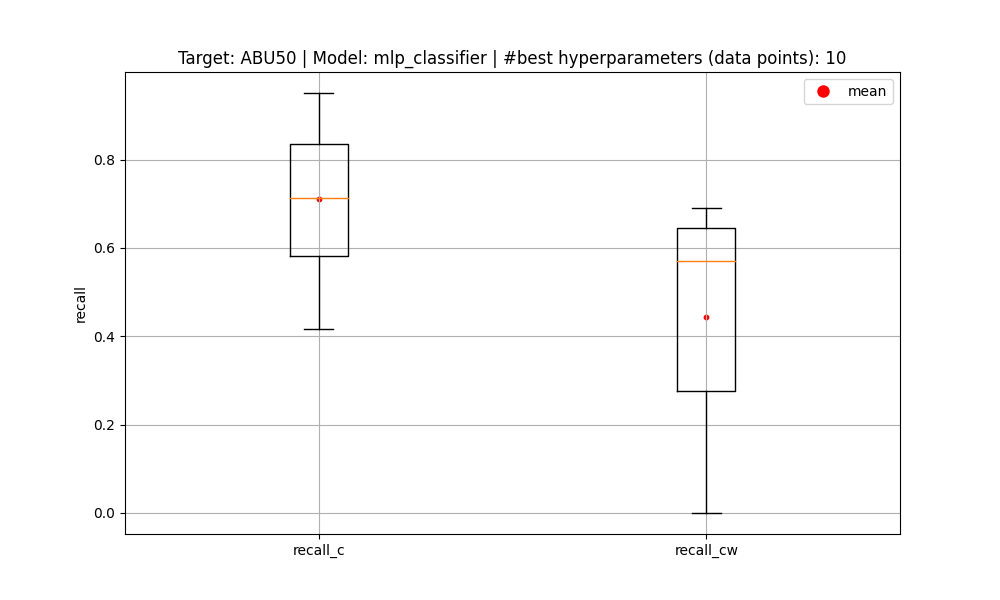 Target: ABU50 | Model: mlp_classifier | #best hyperparameters (data points): 10
mean
0.8
0.6
0.4
0.2
0.0
recall
recall_c
recall_cw